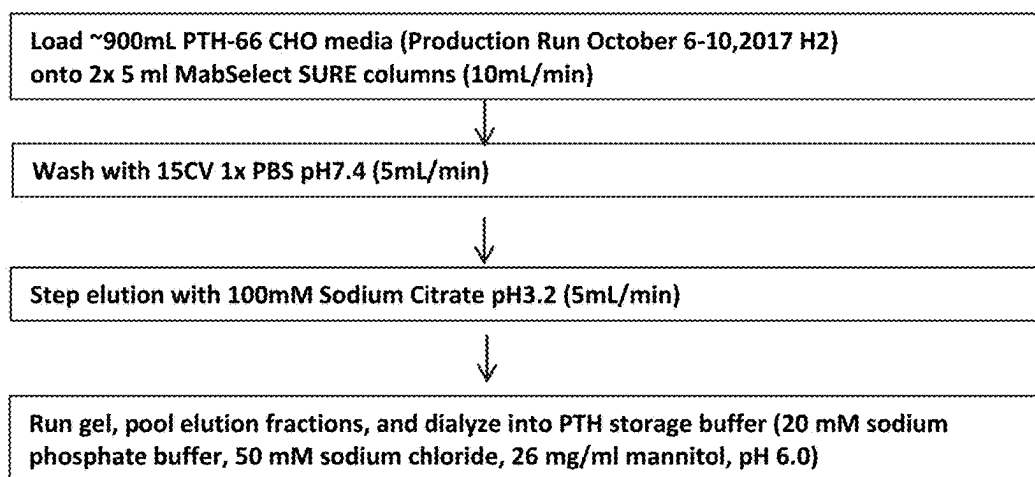 Load ~900mL PTH-66 CHO media (Production Run October 6-10,2017 H2)
onto 2x 5 ml MabSelect SURE columns (10mL/min)
Wash with 15CV 1x PBS pH7.4 (5mL/min)
Step elution with 100mM Sodium Citrate pH3.2 (5mL/min)
Run gel, pool elution fractions, and dialyze into PTH storage buffer (20 mM sodium
phosphate buffer, 50 mM sodium chloride, 26 mg/ml mannitol, pH 6.0)